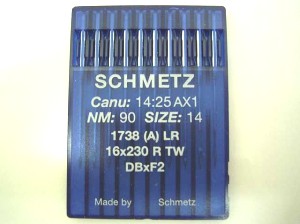 SCHMETZ
Canu: 14:25 AX1
NM: 90 SIZE: 14
1738 (A) LR
16x230 R TW
DBxF2
Made by Schmetz